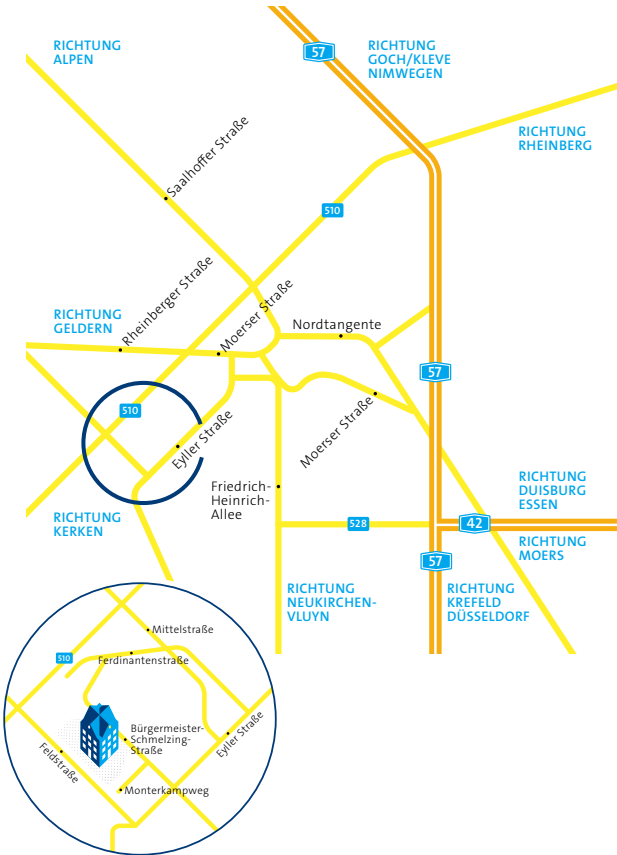 RICHTUNG
ALPEN
57
RICHTUNG
GOCH/KLEVE
NIMWEGEN
RICHTUNG
RHEINBERG
Saalhoffer Straße
510
Rheinberger Straße
Moerser Straße
RICHTUNG
GELDERN
Nordtangente
57
510
Eyller Straße
Moerser Straße
Friedrich-
Heinrich-
Allee
RICHTUNG
KERKEN
528
42
RICHTUNG
DUISBURG
ESSEN
RICHTUNG
MOERS
57
RICHTUNG
NEUKIRCHEN-
VLUYN
RICHTUNG
KREFELD
DÜSSELDORF
Mittelstraße
510
Ferdinantenstraße
Bürgermeister-
Schmelzing-
Straße
Eyller Straße
Feldstraße
Monterkampweg